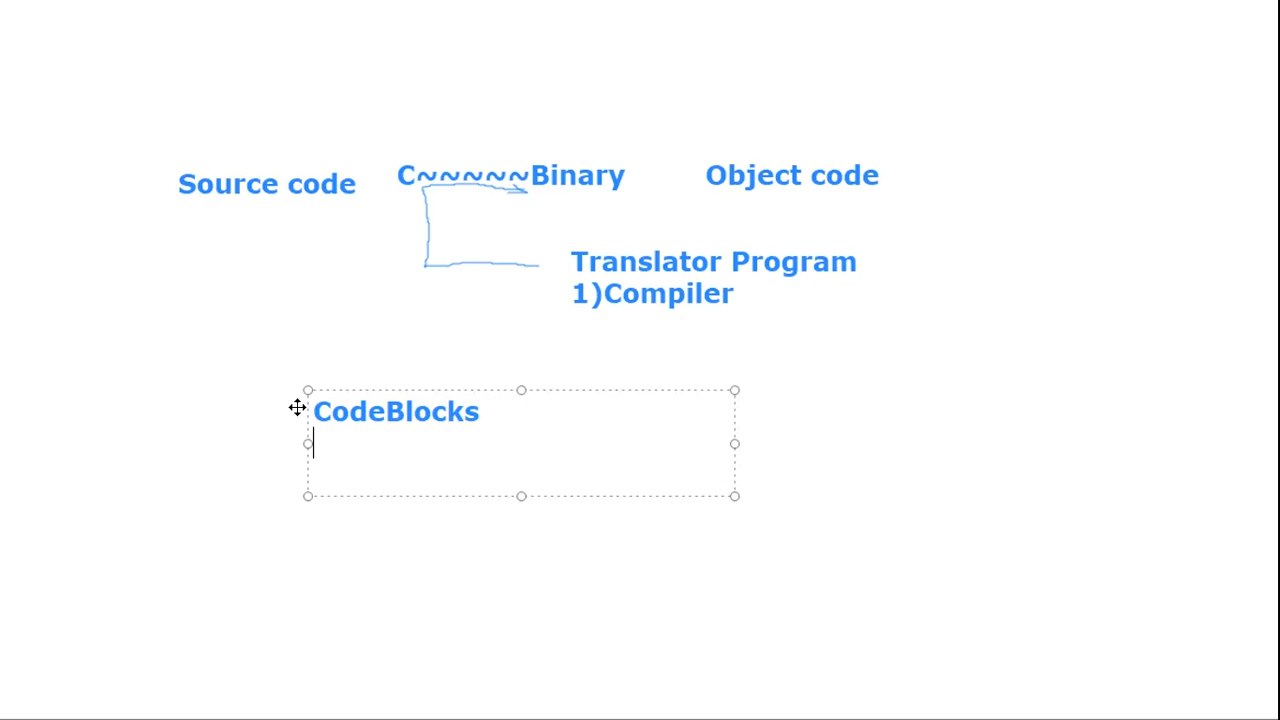 Source code
C~~~~~Binary
Object code
Translator Program
1)Compiler
CodeBlocks